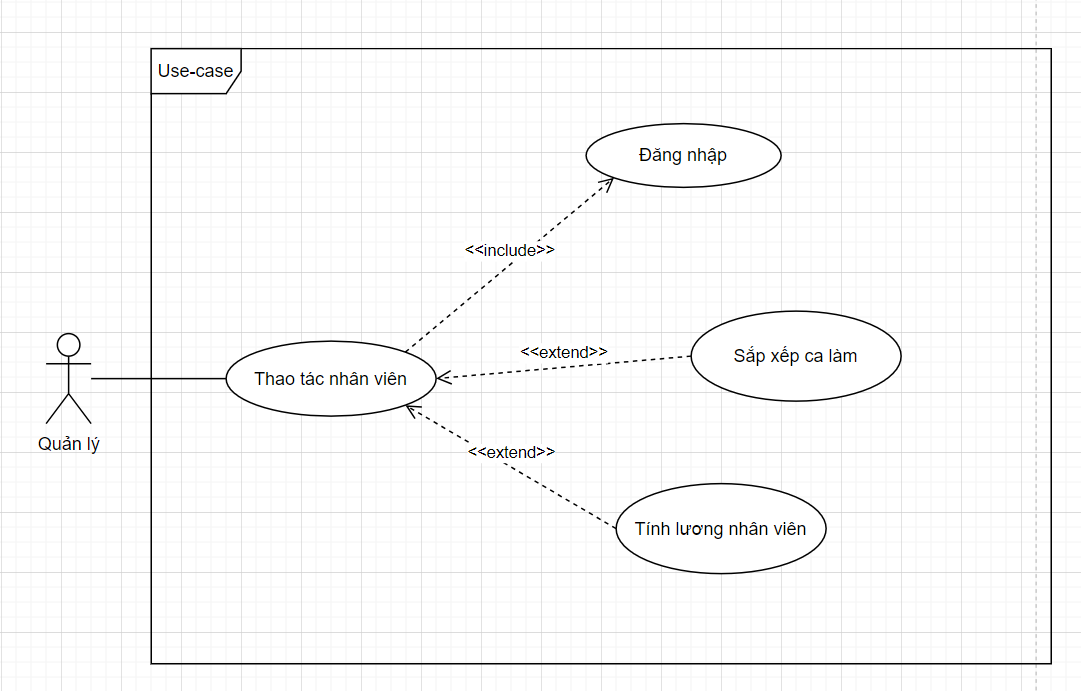 Use-case
Đăng nhập
<<include>>
<<extend>>
Sắp xếp ca làm
Thao tác nhân viên
Quản lý
<<extend>>
Tính lương nhân viên